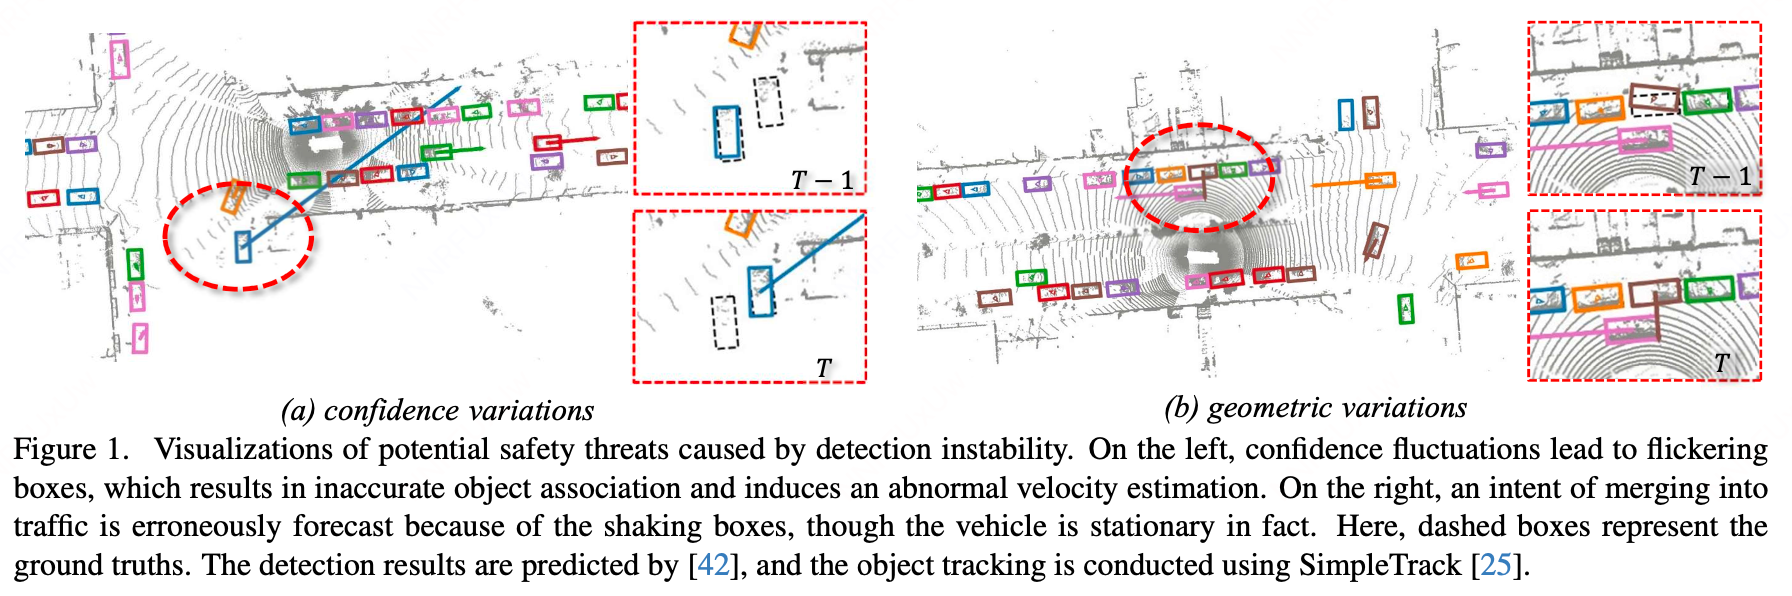 T − 1
T
T − 1
T
(a) confidence variations
(b) geometric variations
Figure 1. Visualizations of potential safety threats caused by detection instability. On the left, confidence fluctuations lead to flickering
boxes, which results in inaccurate object association and induces an abnormal velocity estimation. On the right, an intent of merging into
traffic is erroneously forecast because of the shaking boxes, though the vehicle is stationary in fact. Here, dashed boxes represent the
ground truths. The detection results are predicted by [42], and the object tracking is conducted using SimpleTrack [25].